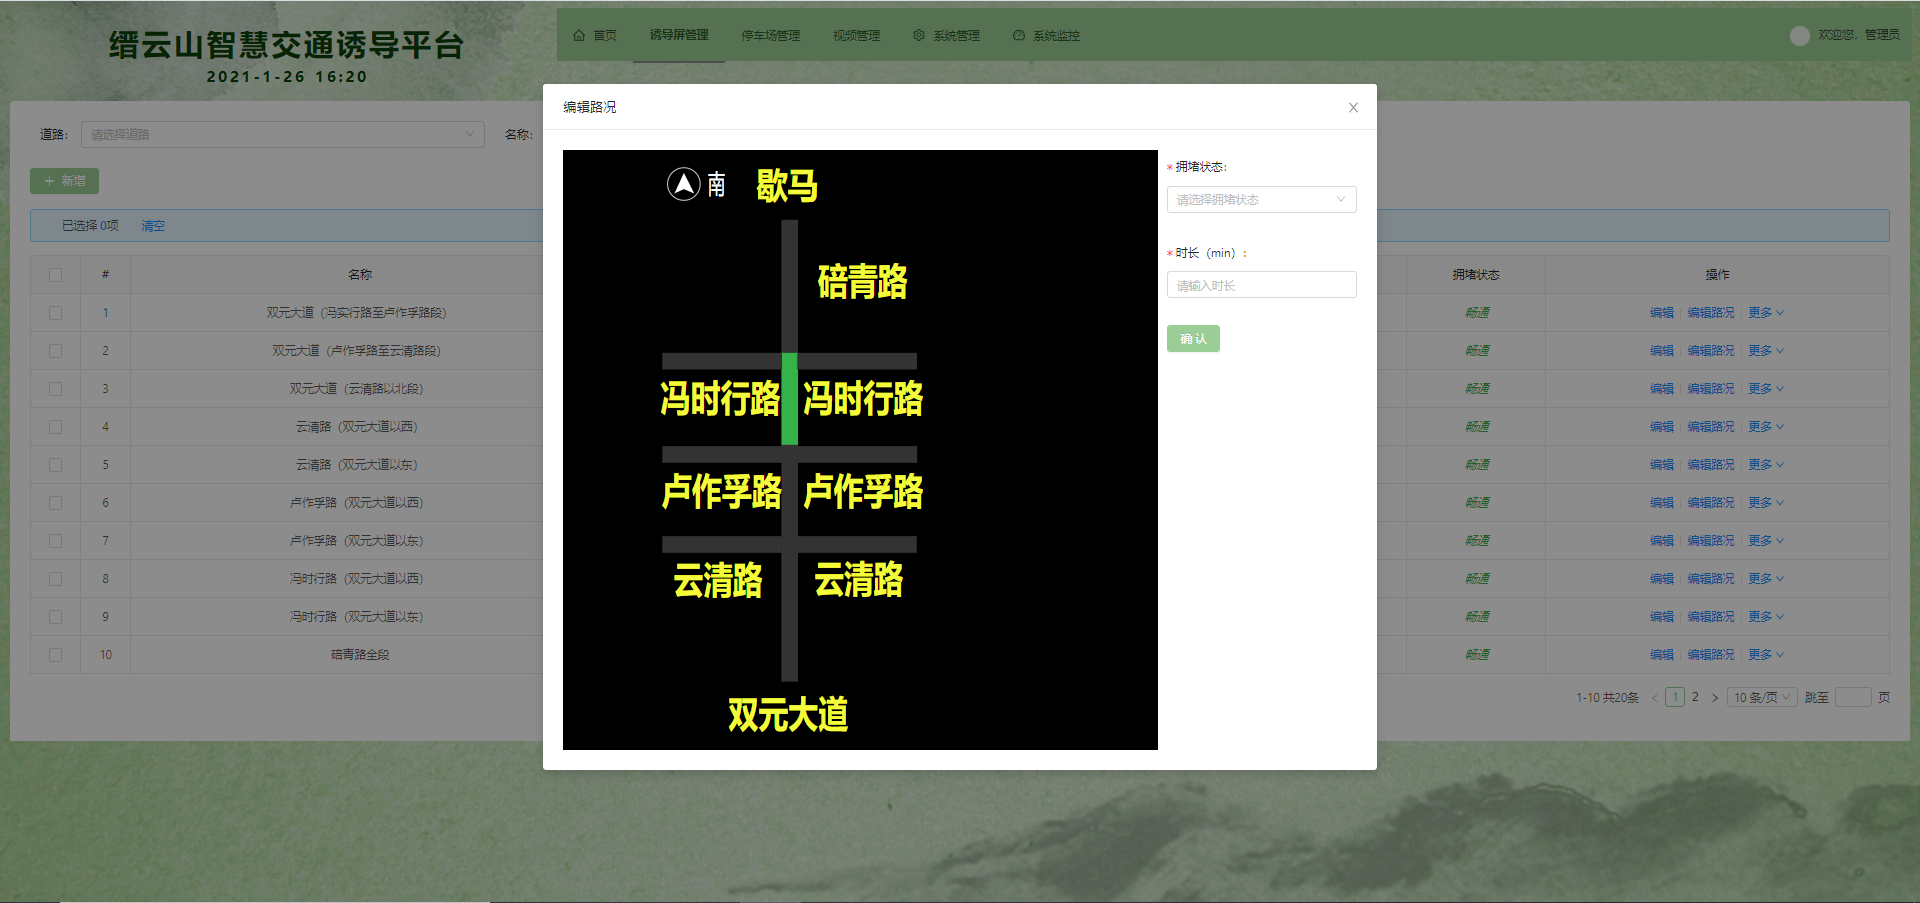 缙云山智慧交通诱导平台
2021-1-26 16:20
首页 诱导屏管理 停车场管理 视频管理 系统管理 系统监控
欢迎您，管理员
道路: 请选择道路 名称:
+ 新增
已选择 0项 清空
编辑路况
南 歇马
碚青路
冯时行路 冯时行路
卢作孚路 卢作孚路
云清路 云清路
双元大道
* 拥堵状态:
请选择拥堵状态
* 时长（min）:
请输入时长
确 认
# 名称 拥堵状态 操作
1 双元大道（冯实行路至卢作孚路段） 畅通 编辑 编辑路况 更多
2 双元大道（卢作孚路至云清路段） 畅通 编辑 编辑路况 更多
3 双元大道（云清路以北段） 畅通 编辑 编辑路况 更多
4 云清路（双元大道以西） 畅通 编辑 编辑路况 更多
5 云清路（双元大道以东） 畅通 编辑 编辑路况 更多
6 卢作孚路（双元大道以西） 畅通 编辑 编辑路况 更多
7 卢作孚路（双元大道以东） 畅通 编辑 编辑路况 更多
8 冯时行路（双元大道以西） 畅通 编辑 编辑路况 更多
9 冯时行路（双元大道以东） 畅通 编辑 编辑路况 更多
10 碚青路全段 畅通 编辑 编辑路况 更多
1-10 共20条 < 1 2 > 10 条/页 跳至 页